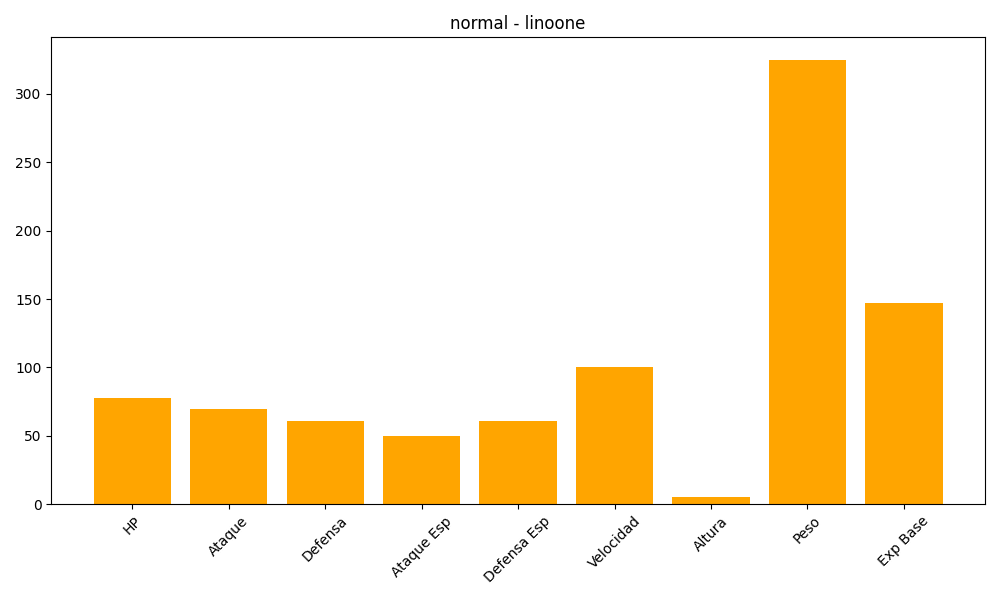 normal - linoone
300
250
200
150
100
50
0
HP
Ataque
Defensa
Ataque Esp
Defensa Esp
Velocidad
Altura
Peso
Exp Base